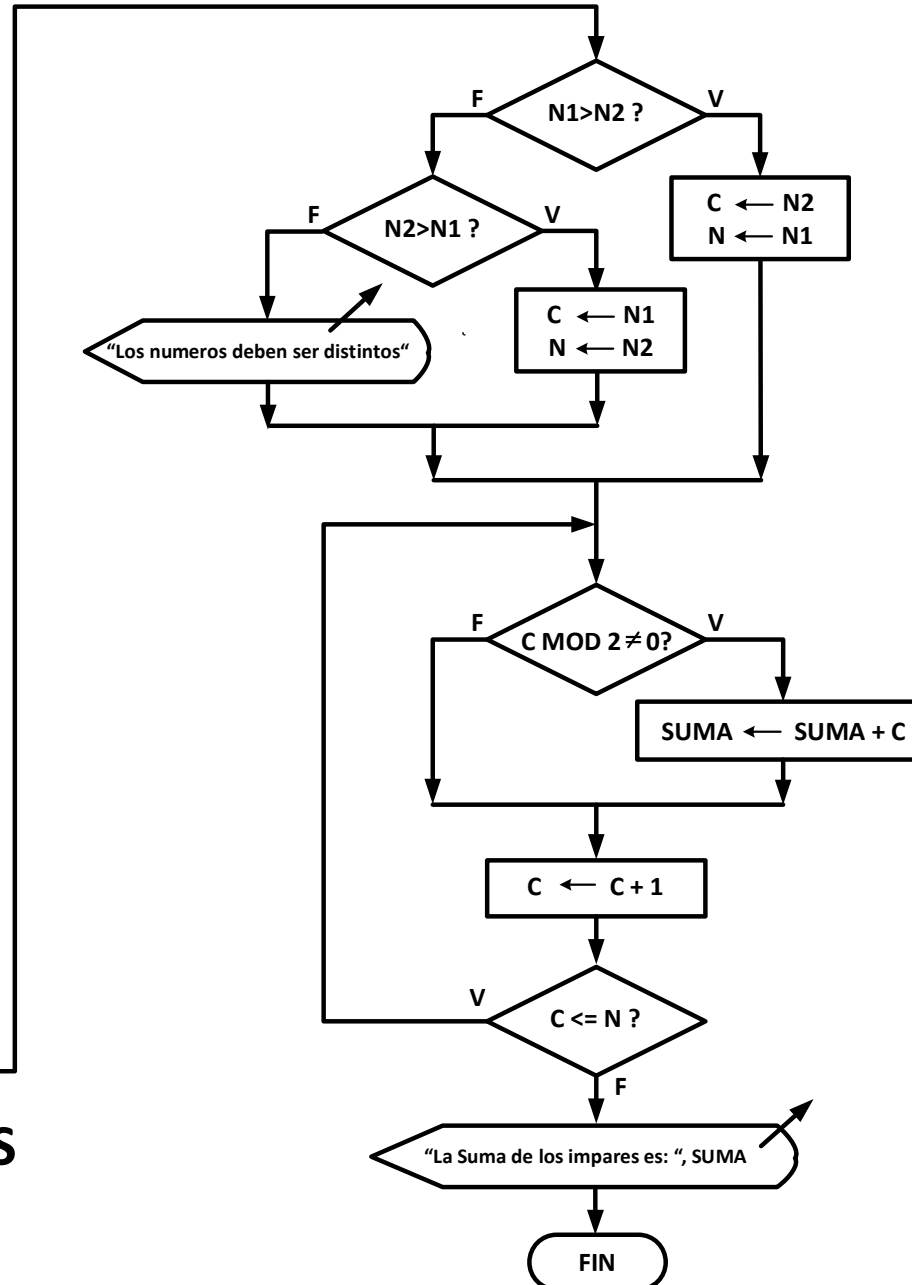 N1>N2 ?
F
V
N2>N1 ?
F
V
C ← N2
N ← N1
“Los numeros deben ser distintos“
C ← N1
N ← N2
C MOD 2 ≠ 0?
F
V
SUMA ← SUMA + C
C ← C + 1
C <= N ?
V
F
S
“La Suma de los impares es: “, SUMA
FIN